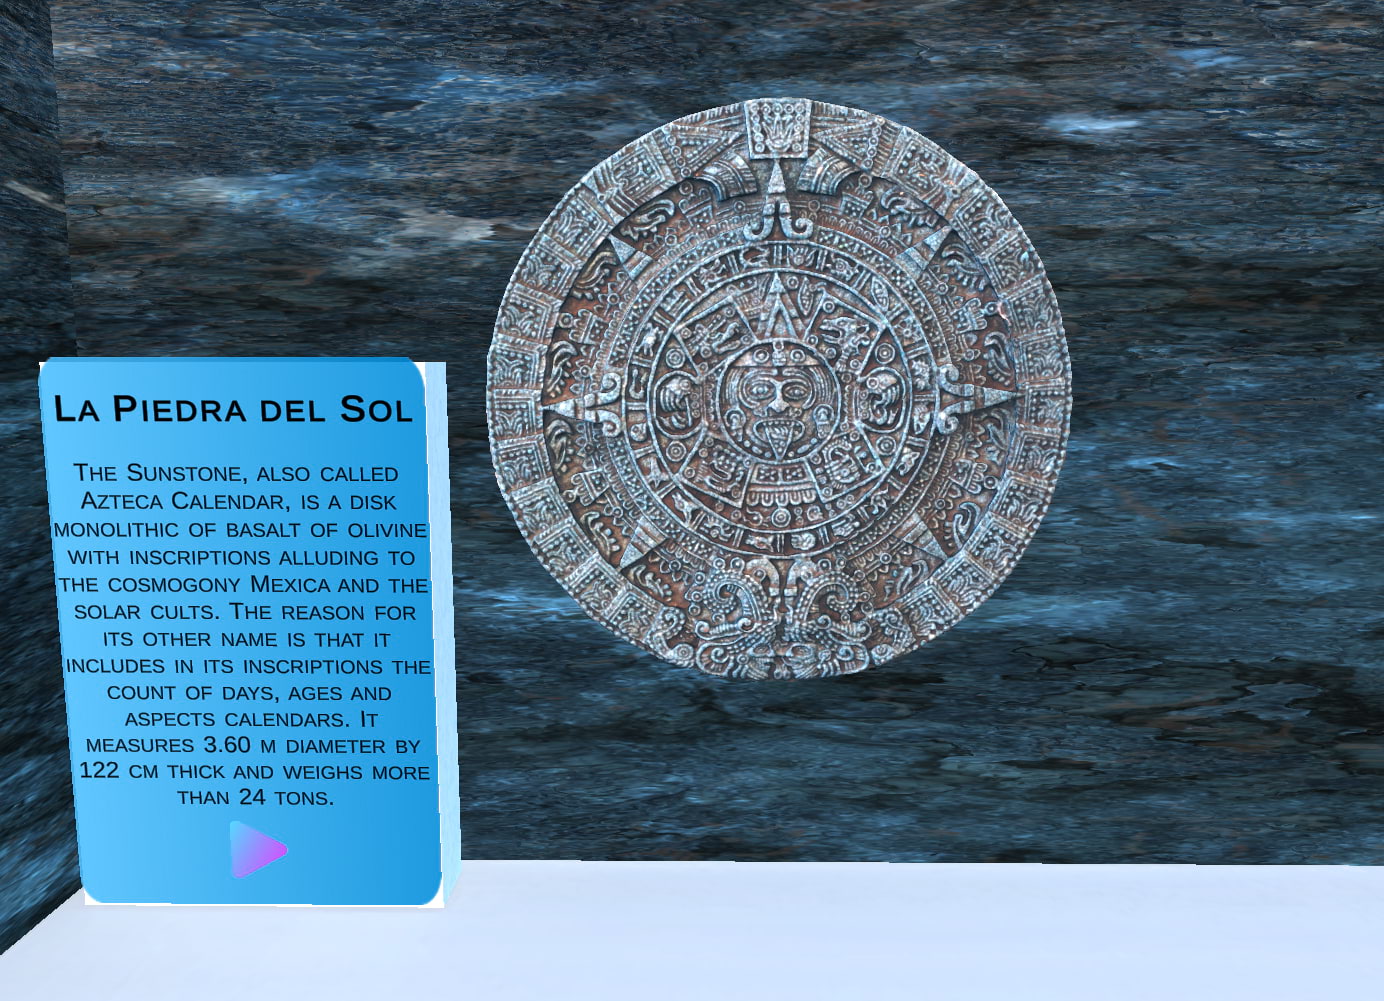 La Piedra del Sol
The Sunstone, also called
Azteca Calendar, is a disk
monolithic of basalt of olivine
with inscriptions alluding to
the cosmogony Mexica and the
solar cults. The reason for
its other name is that it
includes in its inscriptions the
count of days, ages and
aspects calendars. It
measures 3.60 m diameter by
122 cm thick and weighs more
than 24 tons.